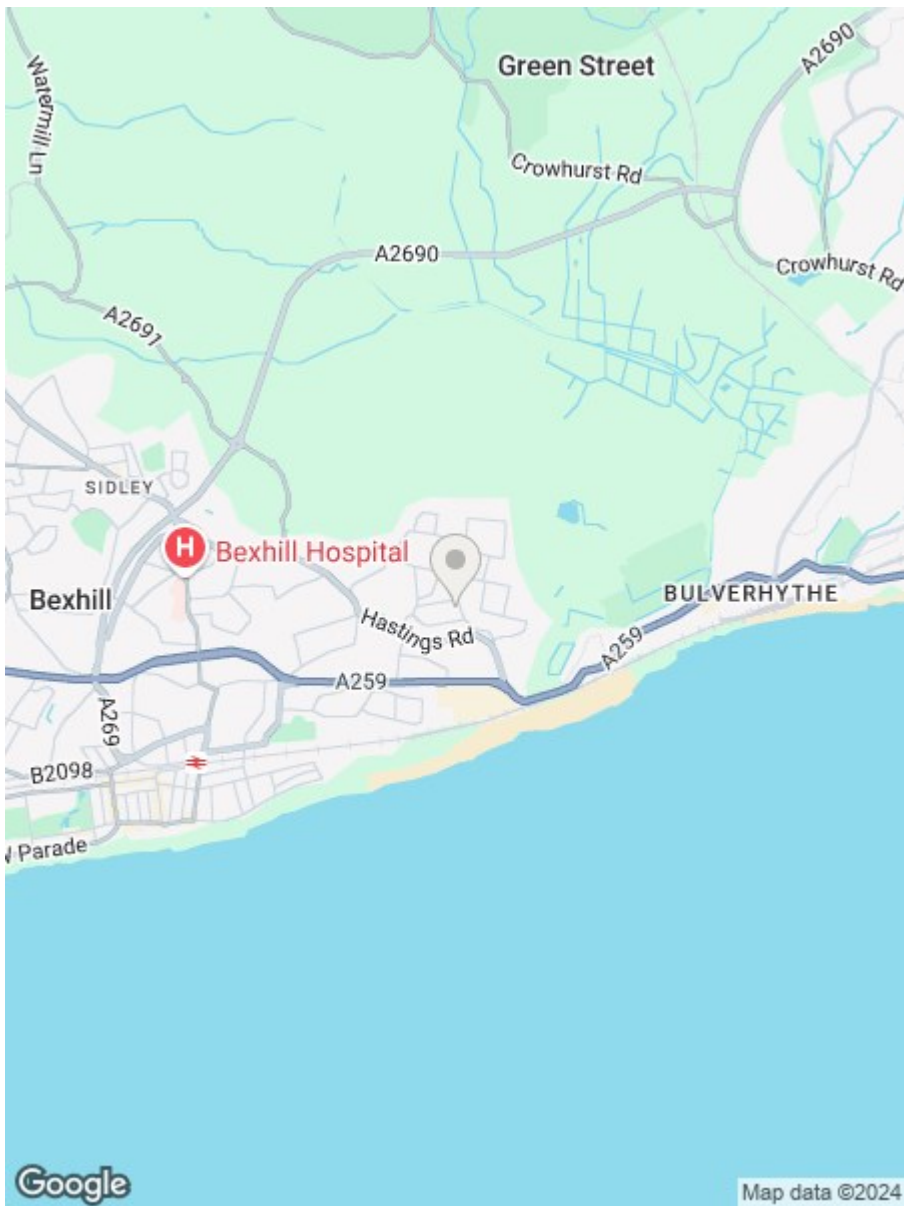 A2690
Green Street
Watermill Ln
Crowhurst Rd
A2690
Crowhurst Rd
A2691
SIDLEY
H
Bexhill Hospital
Bexhill
BULVERHYTHE
Hastings Rd
A259
A259
A269
B2098
W Parade
Google
Map data ©2024